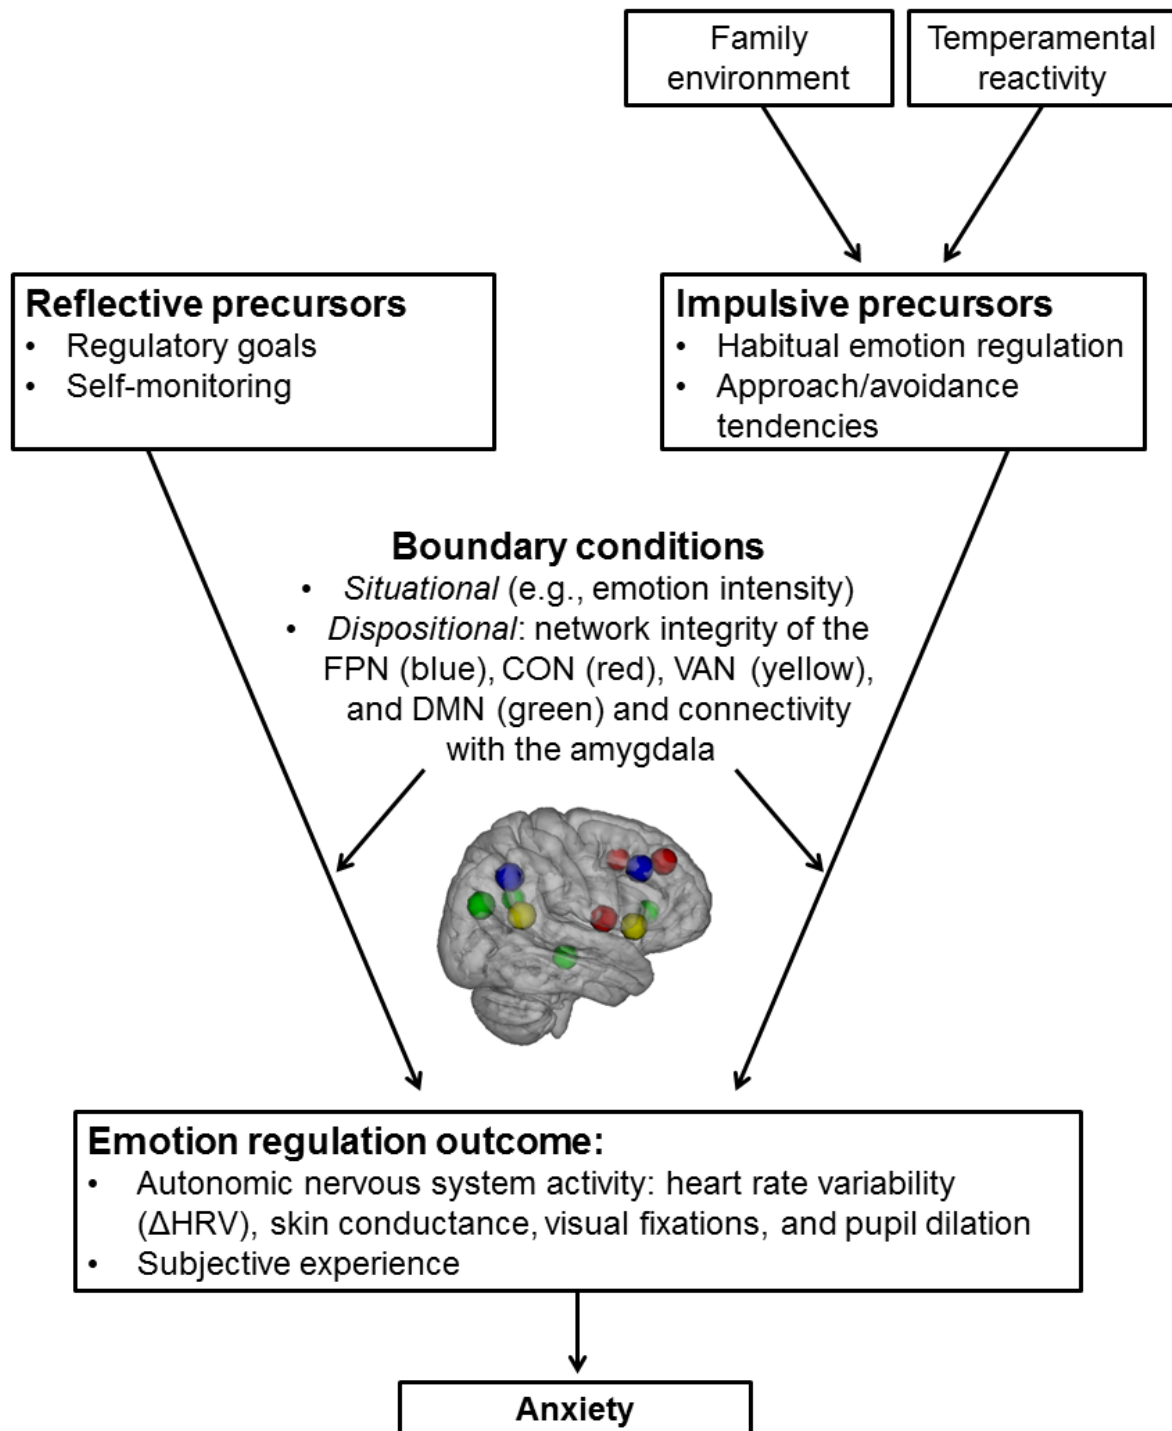 Family
environment
Temperamental
reactivity
Reflective precursors
• Regulatory goals
• Self-monitoring
Impulsive precursors
• Habitual emotion regulation
• Approach/avoidance
tendencies
Boundary conditions
• Situational (e.g., emotion intensity)
• Dispositional: network integrity of the
FPN (blue), CON (red), VAN (yellow),
and DMN (green) and connectivity
with the amygdala
Emotion regulation outcome:
• Autonomic nervous system activity: heart rate variability
(ΔHRV), skin conductance, visual fixations, and pupil dilation
• Subjective experience
Anxiety